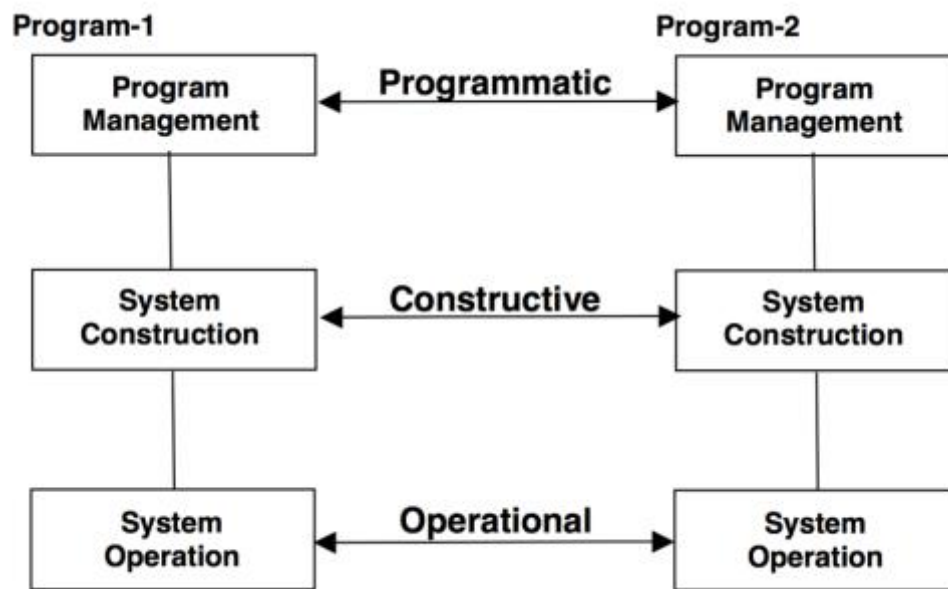 Program-1
Program-2
Program
Management
Programmatic
Program
Management
System
Construction
Constructive
System
Construction
System
Operation
Operational
System
Operation